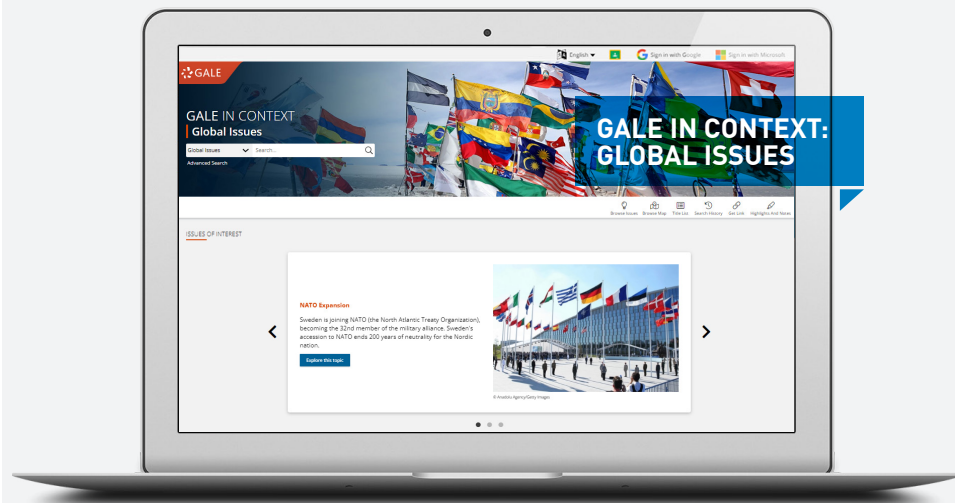 English
Sign in with Google
Sign in with Microsoft
GALE
GALE IN CONTEXT
Global Issues
Global Issues
Search...
Advanced Search
GALE IN CONTEXT:
GLOBAL ISSUES
Browse Issues
Browse Map
Title List
Search History
Get Link
Highlights And Notes
ISSUES OF INTEREST
NATO Expansion
Sweden is joining NATO (the North Atlantic Treaty Organization),
becoming the 32nd member of the military alliance. Sweden's
accession to NATO ends 200 years of neutrality for the Nordic
nation.
Explore this topic
© Anadolu Agency/Getty Images